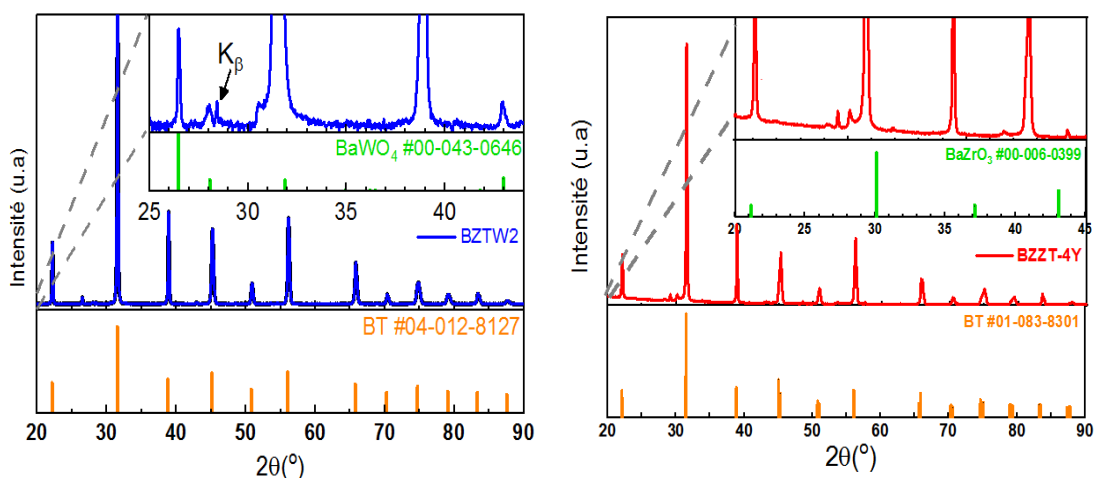 Intensité (u.a)
K_β
BaWO₄ #00-043-0646
25 30 35 40
BZTW2
BT #04-012-8127
20 30 40 50 60 70 80 90
2θ(°)
Intensité (u.a)
BaZrO₃ #00-006-0399
20 25 30 35 40 45
BZZT-4Y
BT #01-083-8301
20 30 40 50 60 70 80 90
2θ(°)